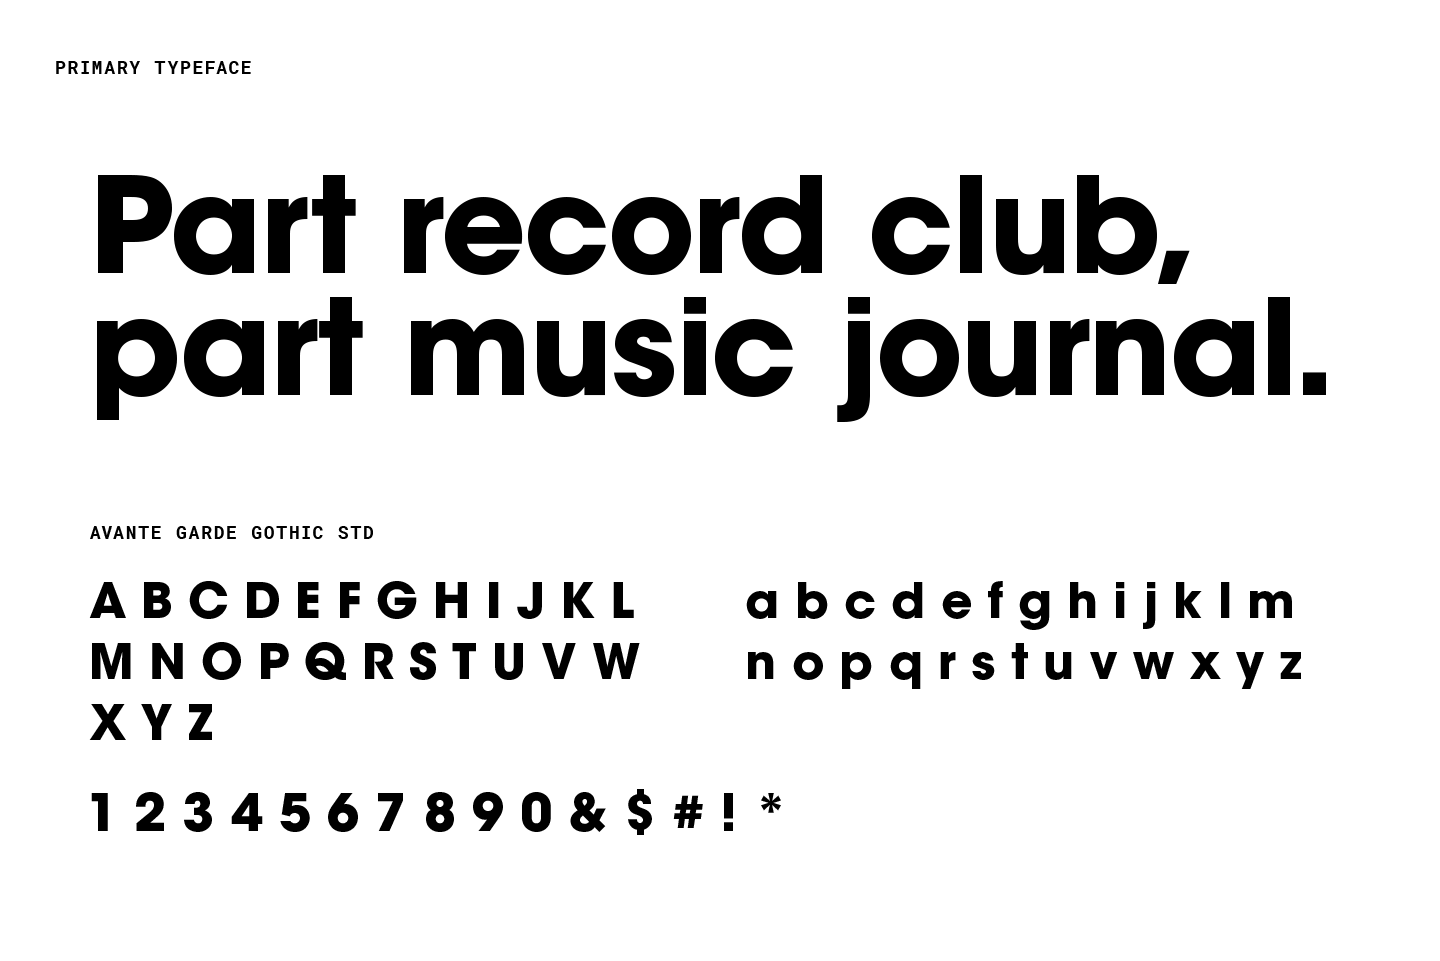 PRIMARY TYPEFACE
Part record club,
part music journal.
AVANTE GARDE GOTHIC STD
A B C D E F G H I J K L
M N O P Q R S T U V W
X Y Z
a b c d e f g h i j k l m
n o p q r s t u v w x y z
1 2 3 4 5 6 7 8 9 0 & $ # ! *